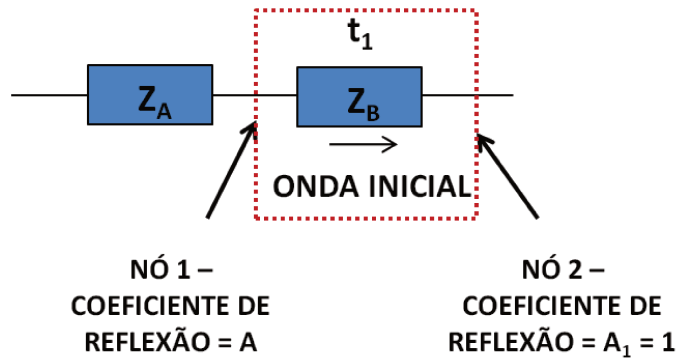 t1
ZA
ZB
ONDA INICIAL
NÓ 1 –
COEFICIENTE DE
REFLEXÃO = A
NÓ 2 –
COEFICIENTE DE
REFLEXÃO = A1 = 1